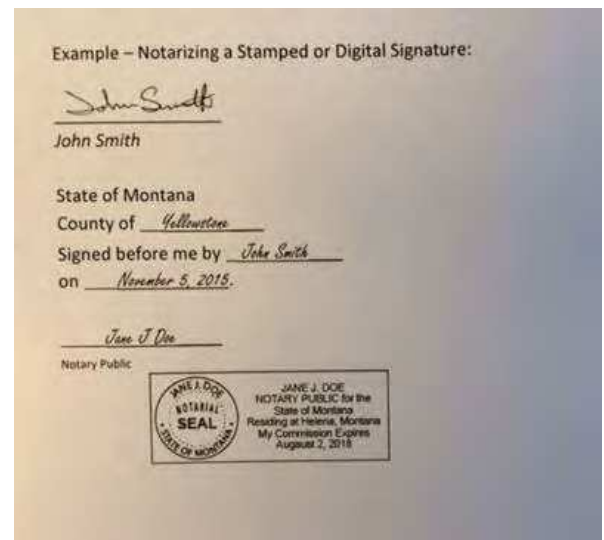 Example – Notarizing a Stamped or Digital Signature:
John Smith
John Smith
State of Montana
County of Yellowstone
Signed before me by John Smith
on November 5, 2015.
Jane J Doe
Notary Public
JANE J. DOE
NOTARIAL
SEAL
STATE OF MONTANA
JANE J. DOE
NOTARY PUBLIC for the
State of Montana
Residing at Helena, Montana
My Commission Expires
Augaust 2, 2018